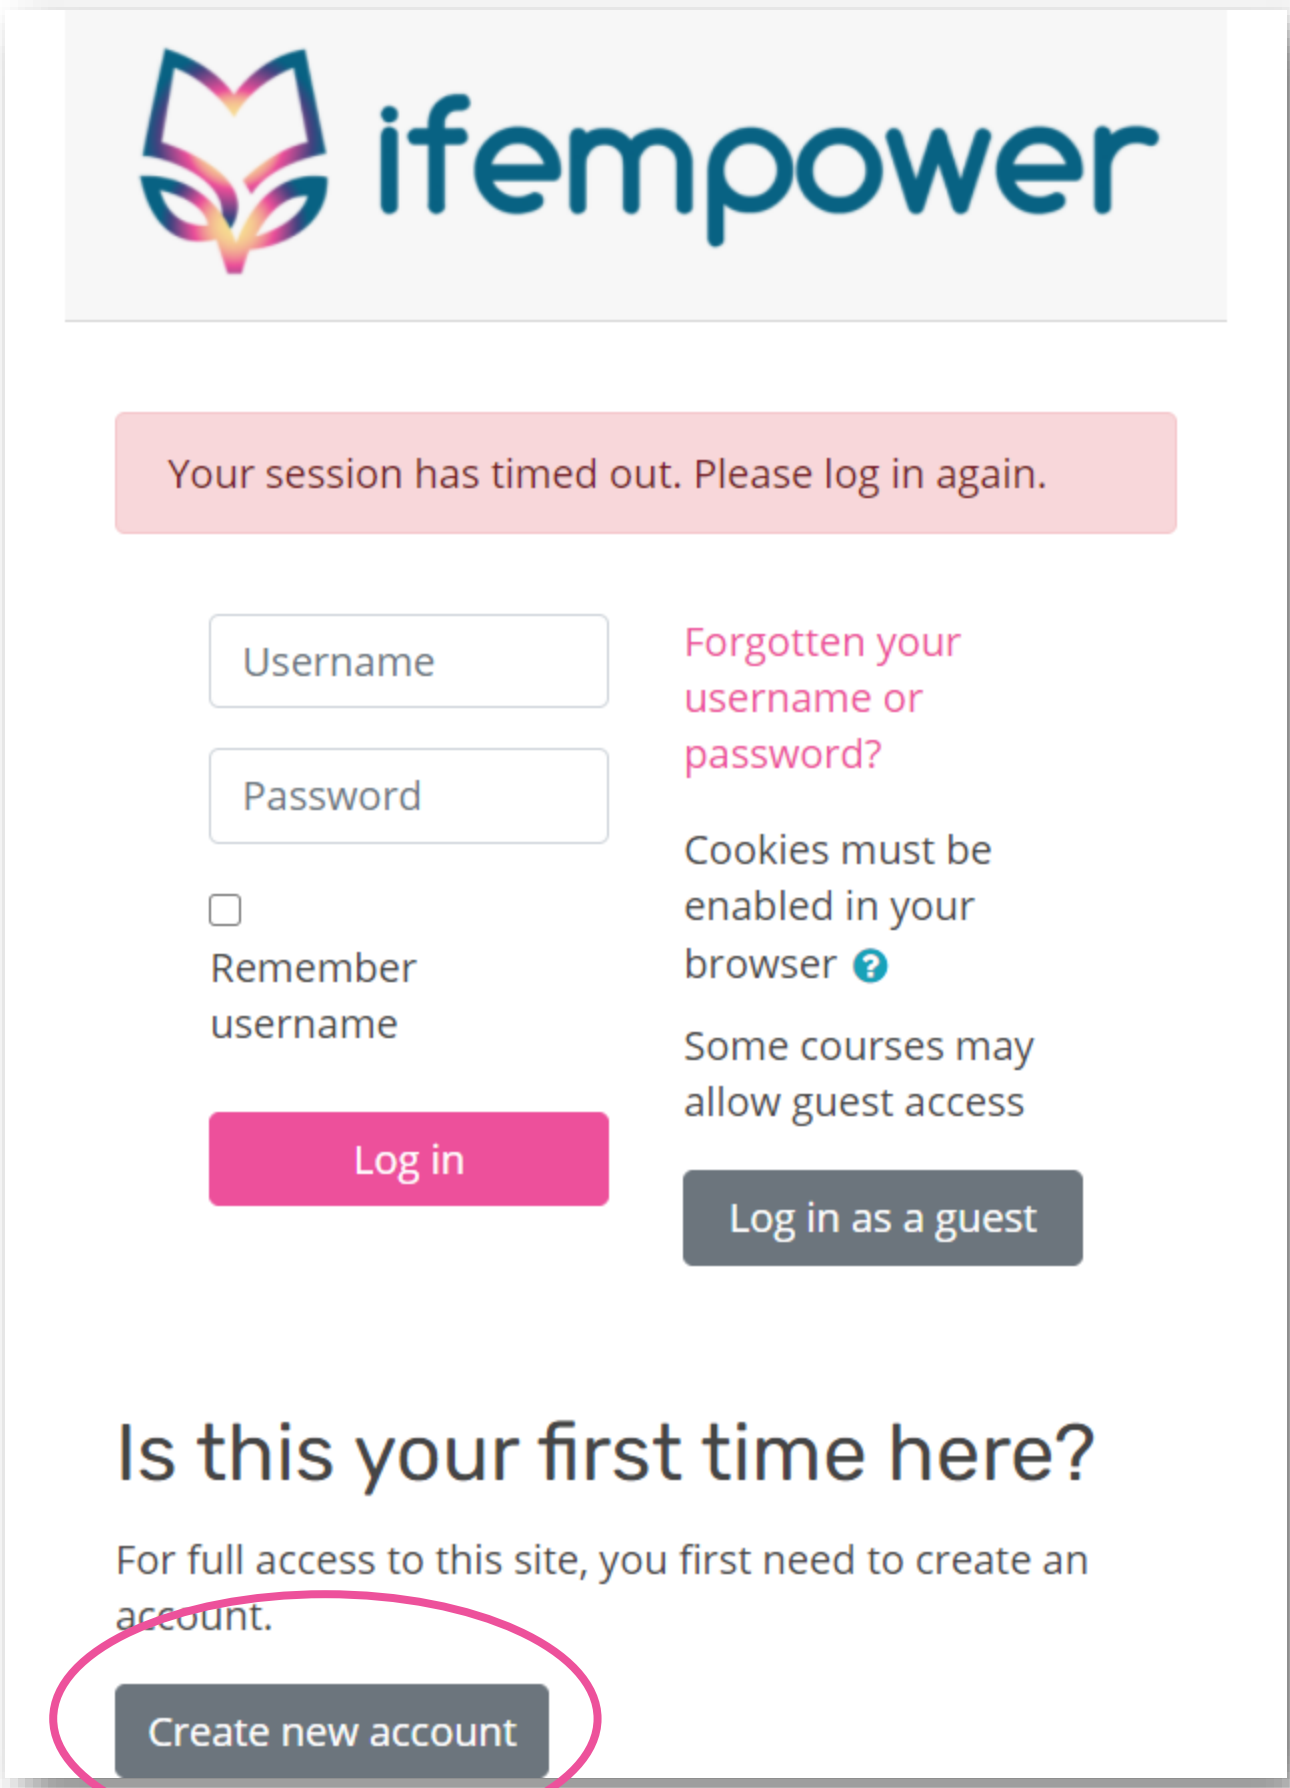 ifempower
Your session has timed out. Please log in again.
Username
Password
Remember
username
Log in
Forgotten your
username or
password?
Cookies must be
enabled in your
browser ?
Some courses may
allow guest access
Log in as a guest
Is this your first time here?
For full access to this site, you first need to create an
account.
Create new account